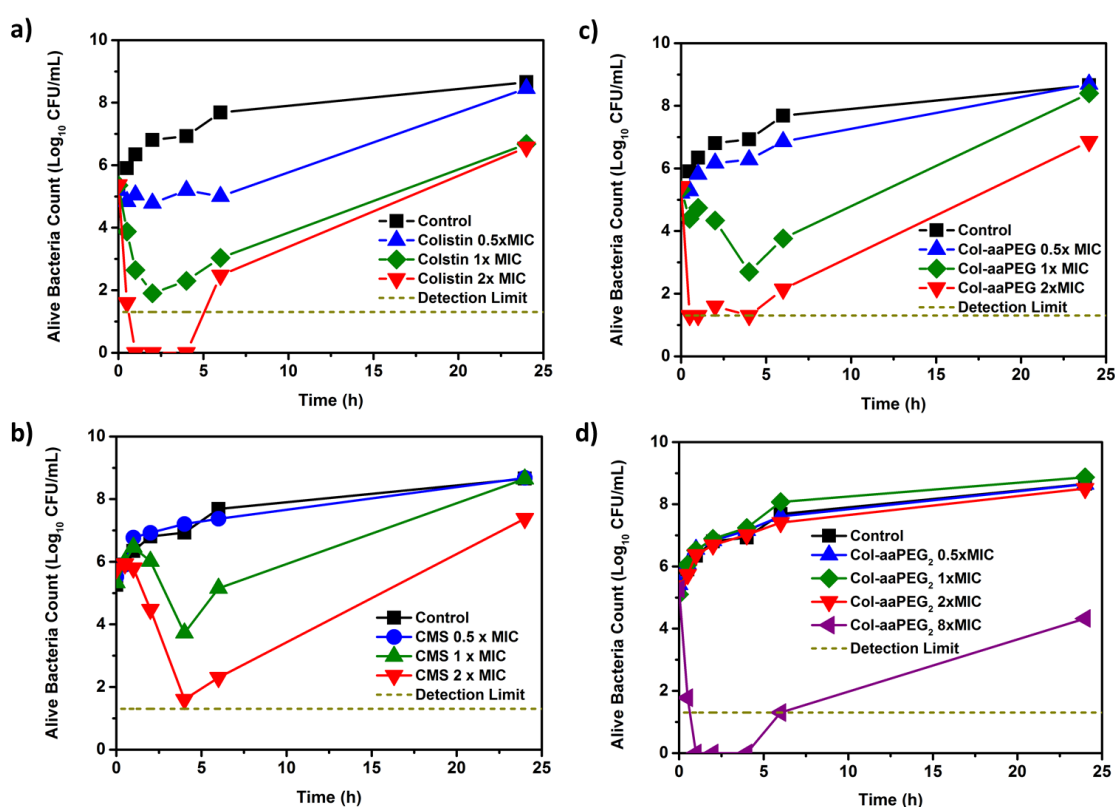 a)
Alive Bacteria Count (Log10 CFU/mL)
10
8
6
4
2
0
Control
Colistin 0.5xMIC
Colstin 1x MIC
Colistin 2x MIC
Detection Limit
0 5 10 15 20 25
Time (h)
c)
Alive Bacteria Count (Log10 CFU/mL)
10
8
6
4
2
0
Control
Col-aaPEG 0.5x MIC
Col-aaPEG 1x MIC
Col-aaPEG 2xMIC
Detection Limit
0 5 10 15 20 25
Time (h)
b)
Alive Bacteria Count (Log10 CFU/mL)
10
8
6
4
2
0
Control
CMS 0.5 x MIC
CMS 1 x MIC
CMS 2 x MIC
Detection Limit
0 5 10 15 20 25
Time (h)
d)
Alive Bacteria Count (Log10 CFU/mL)
10
8
6
4
2
0
Control
Col-aaPEG2 0.5xMIC
Col-aaPEG2 1xMIC
Col-aaPEG2 2xMIC
Col-aaPEG2 8xMIC
Detection Limit
0 5 10 15 20 25
Time (h)